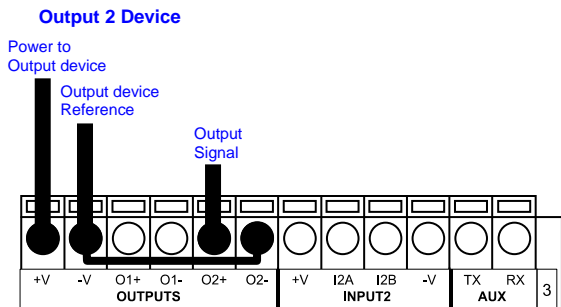 Output 2 Device
Power to
Output device
Output device
Reference
Output
Signal
+V -V O1+ O1- O2+ O2- +V I2A I2B -V TX RX 3
OUTPUTS INPUT2 AUX